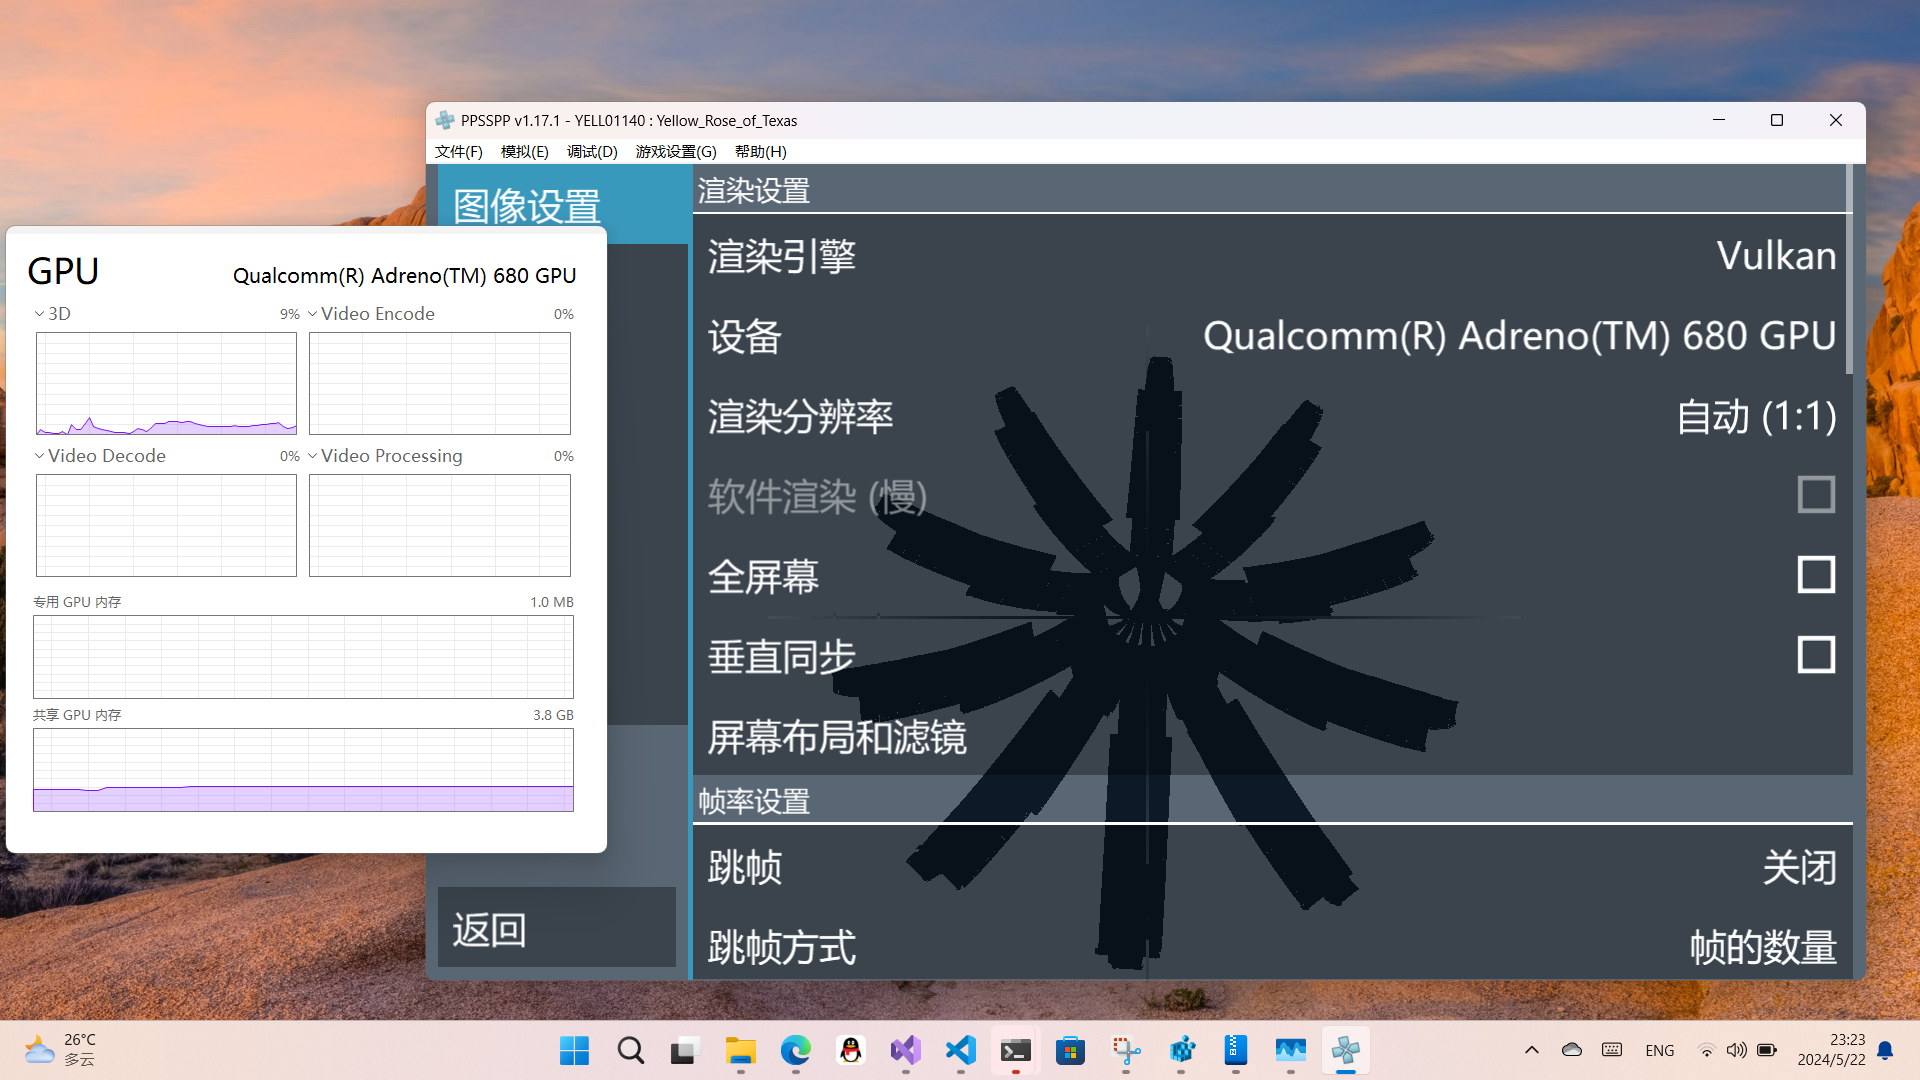 PPSSPP v1.17.1 - YELL01140 : Yellow_Rose_of_Texas
文件(F) 模拟(E) 调试(D) 游戏设置(G) 帮助(H)
图像设置
渲染设置
渲染引擎 Vulkan
设备 Qualcomm(R) Adreno(TM) 680 GPU
渲染分辨率 自动 (1:1)
软件渲染 (慢)
全屏幕
垂直同步
屏幕布局和滤镜
帧率设置
跳帧 关闭
跳帧方式 帧的数量
返回
GPU Qualcomm(R) Adreno(TM) 680 GPU
3D 9% Video Encode 0%
Video Decode 0% Video Processing 0%
专用 GPU 内存 1.0 MB
共享 GPU 内存 3.8 GB
26°C
多云
ENG
23:23
2024/5/22